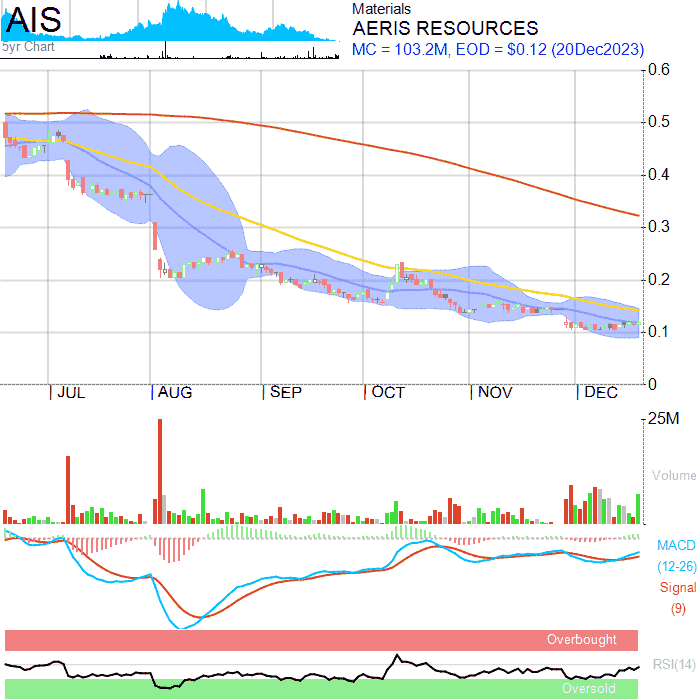 AIS
5yr Chart
Materials
AERIS RESOURCES
MC = 103.2M, EOD = $0.12 (20Dec2023)
0.6
0.5
0.4
0.3
0.2
0.1
0
JUL AUG SEP OCT NOV DEC
25M
Volume
MACD
(12-26)
Signal
(9)
Overbought
RSI(14)
Oversold